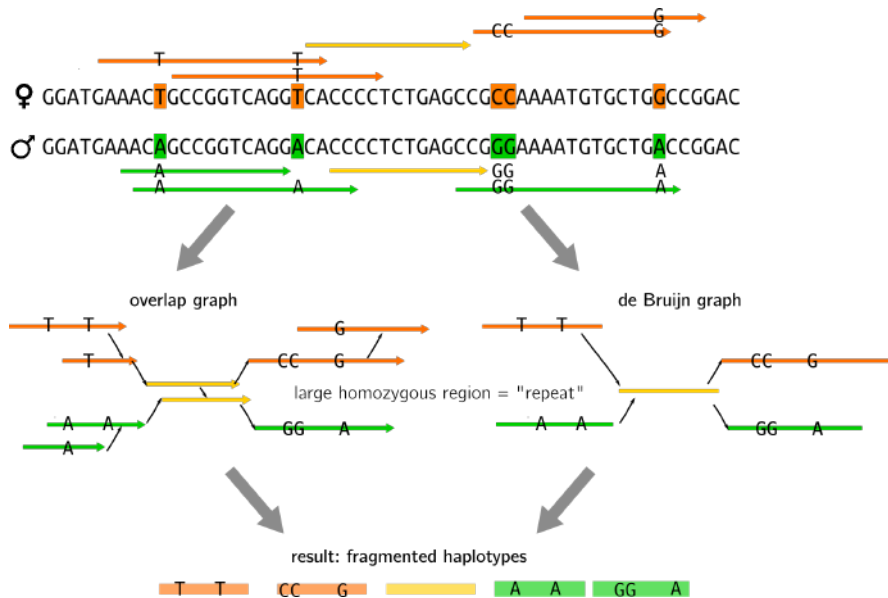 G
CC G
T T
T
♀ GGATGAAACTGCCGGTCAGGTCACCCCTCTGAGCCGCCAAAATGTGCTGGCCGGAC
♂ GGATGAAACAGCCGGTCAGGACACCCCTCTGAGCCGGGAAAATGTGCTGACCGGAC
A GG A
A A GG A
overlap graph
de Bruijn graph
T T G T T
T CC G CC G
large homozygous region = "repeat"
A A GG A A A GG A
A
result: fragmented haplotypes
T T CC G A A GG A